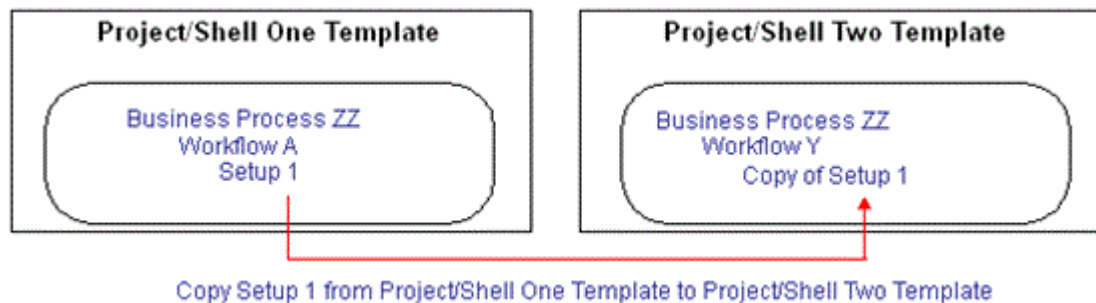 Project/Shell One Template
Business Process ZZ
Workflow A
Setup 1
Project/Shell Two Template
Business Process ZZ
Workflow Y
Copy of Setup 1
Copy Setup 1 from Project/Shell One Template to Project/Shell Two Template